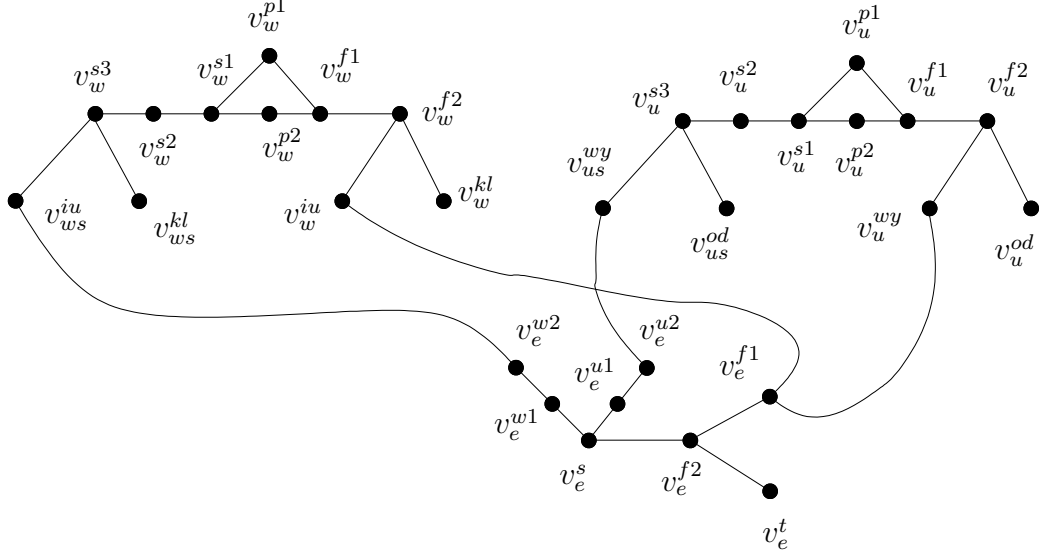 v_w^{p1}
v_u^{p1}
v_w^{s3}
v_w^{s1}
v_w^{f1}
v_u^{s3}
v_u^{s2}
v_u^{f1}
v_u^{f2}
v_w^{f2}
v_w^{s2}
v_w^{p2}
v_{us}^{wy}
v_u^{s1}
v_u^{p2}
v_{ws}^{iu}
v_{ws}^{kl}
v_w^{iu}
v_w^{kl}
v_{us}^{od}
v_u^{wy}
v_u^{od}
v_e^{w2}
v_e^{u2}
v_e^{u1}
v_e^{f1}
v_e^{w1}
v_e^s
v_e^{f2}
v_e^t